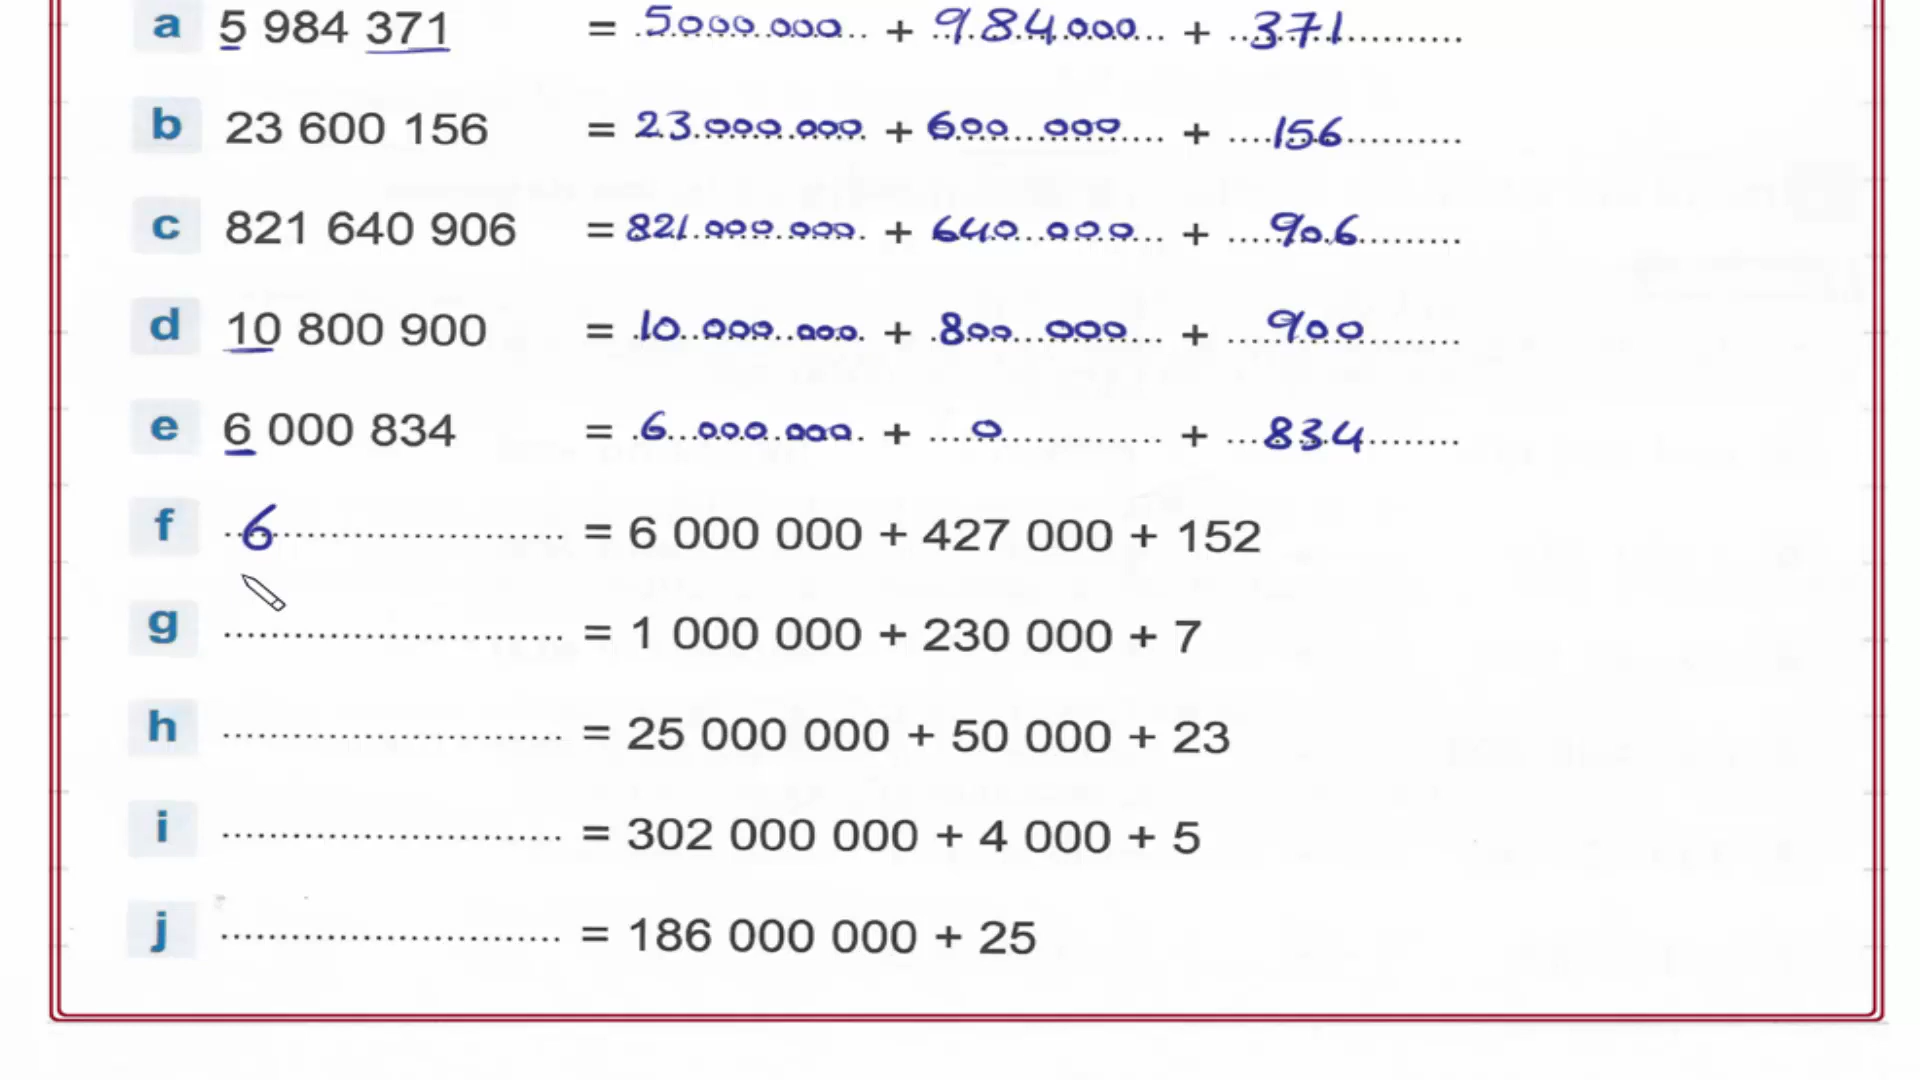 a 5 984 371 = 5000 000 + 984 000 + 371
b 23 600 156 = 23 000 000 + 600 000 + 156
c 821 640 906 = 821 000 000 + 640 000 + 906
d 10 800 900 = 10 000 000 + 800 000 + 900
e 6 000 834 = 6 000 000 + 0 + 834
f 6 = 6 000 000 + 427 000 + 152
g = 1 000 000 + 230 000 + 7
h = 25 000 000 + 50 000 + 23
i = 302 000 000 + 4 000 + 5
j = 186 000 000 + 25